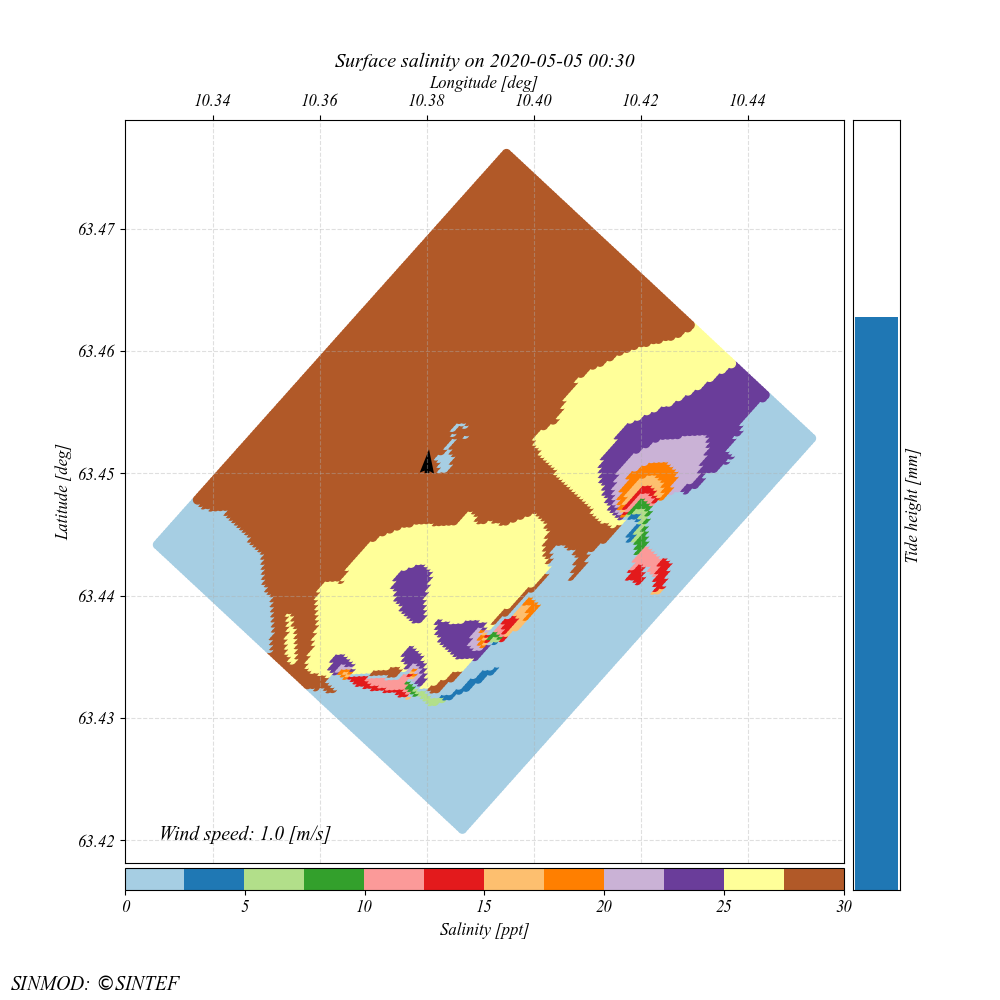 Surface salinity on 2020-05-05 00:30
Longitude [deg]
10.34 10.36 10.38 10.40 10.42 10.44
63.47
63.46
63.45
63.44
63.43
63.42
Latitude [deg]
Tide height [mm]
Wind speed: 1.0 [m/s]
0 5 10 15 20 25 30
Salinity [ppt]
SINMOD: ©SINTEF